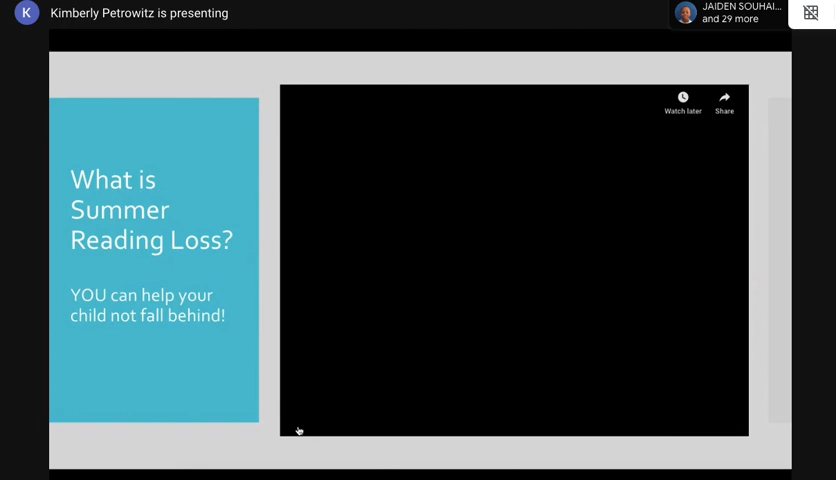 K
Kimberly Petrowitz is presenting
JAIDEN SOUHAI...
and 29 more
Watch later
Share
What is
Summer
Reading Loss?
YOU can help your
child not fall behind!